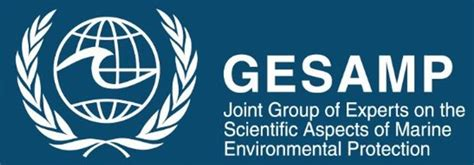 GESAMP
Joint Group of Experts on the
Scientific Aspects of Marine
Environmental Protection